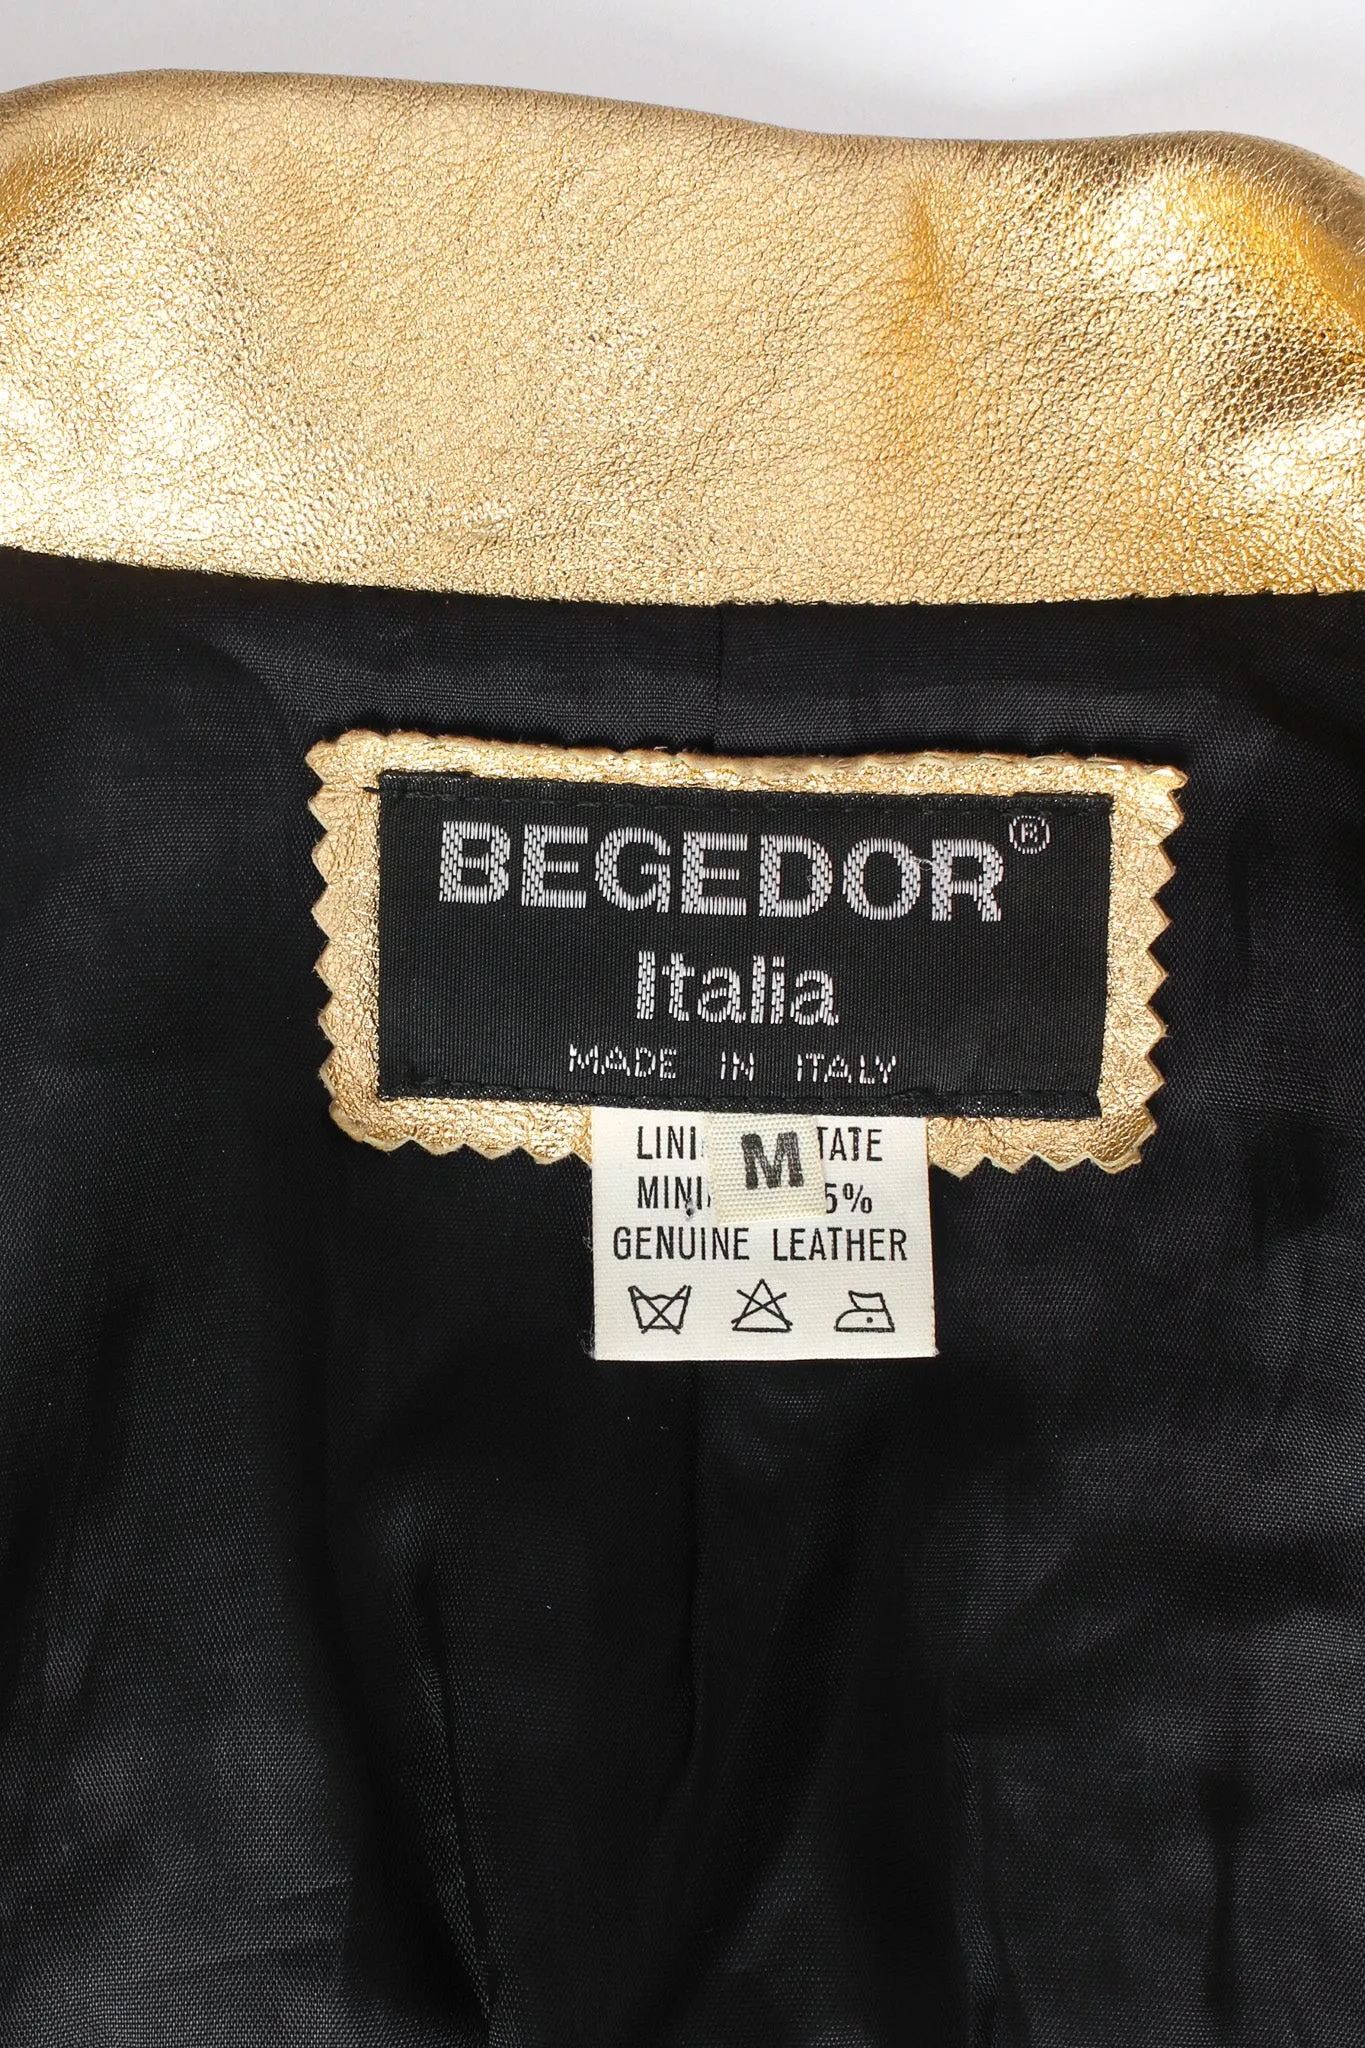 BEGEDOR®
Italia
MADE IN ITALY
M
GENUINE LEATHER